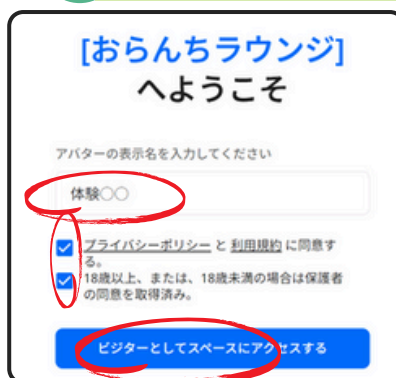 [おらんちラウンジ]
へようこそ
アバターの表示名を入力してください
体験○○
プライバシーポリシー と 利用規約 に同意す
る。
18歳以上、または、18歳未満の場合は保護者
の同意を取得済み。
ビジターとしてスペースにアクセスする